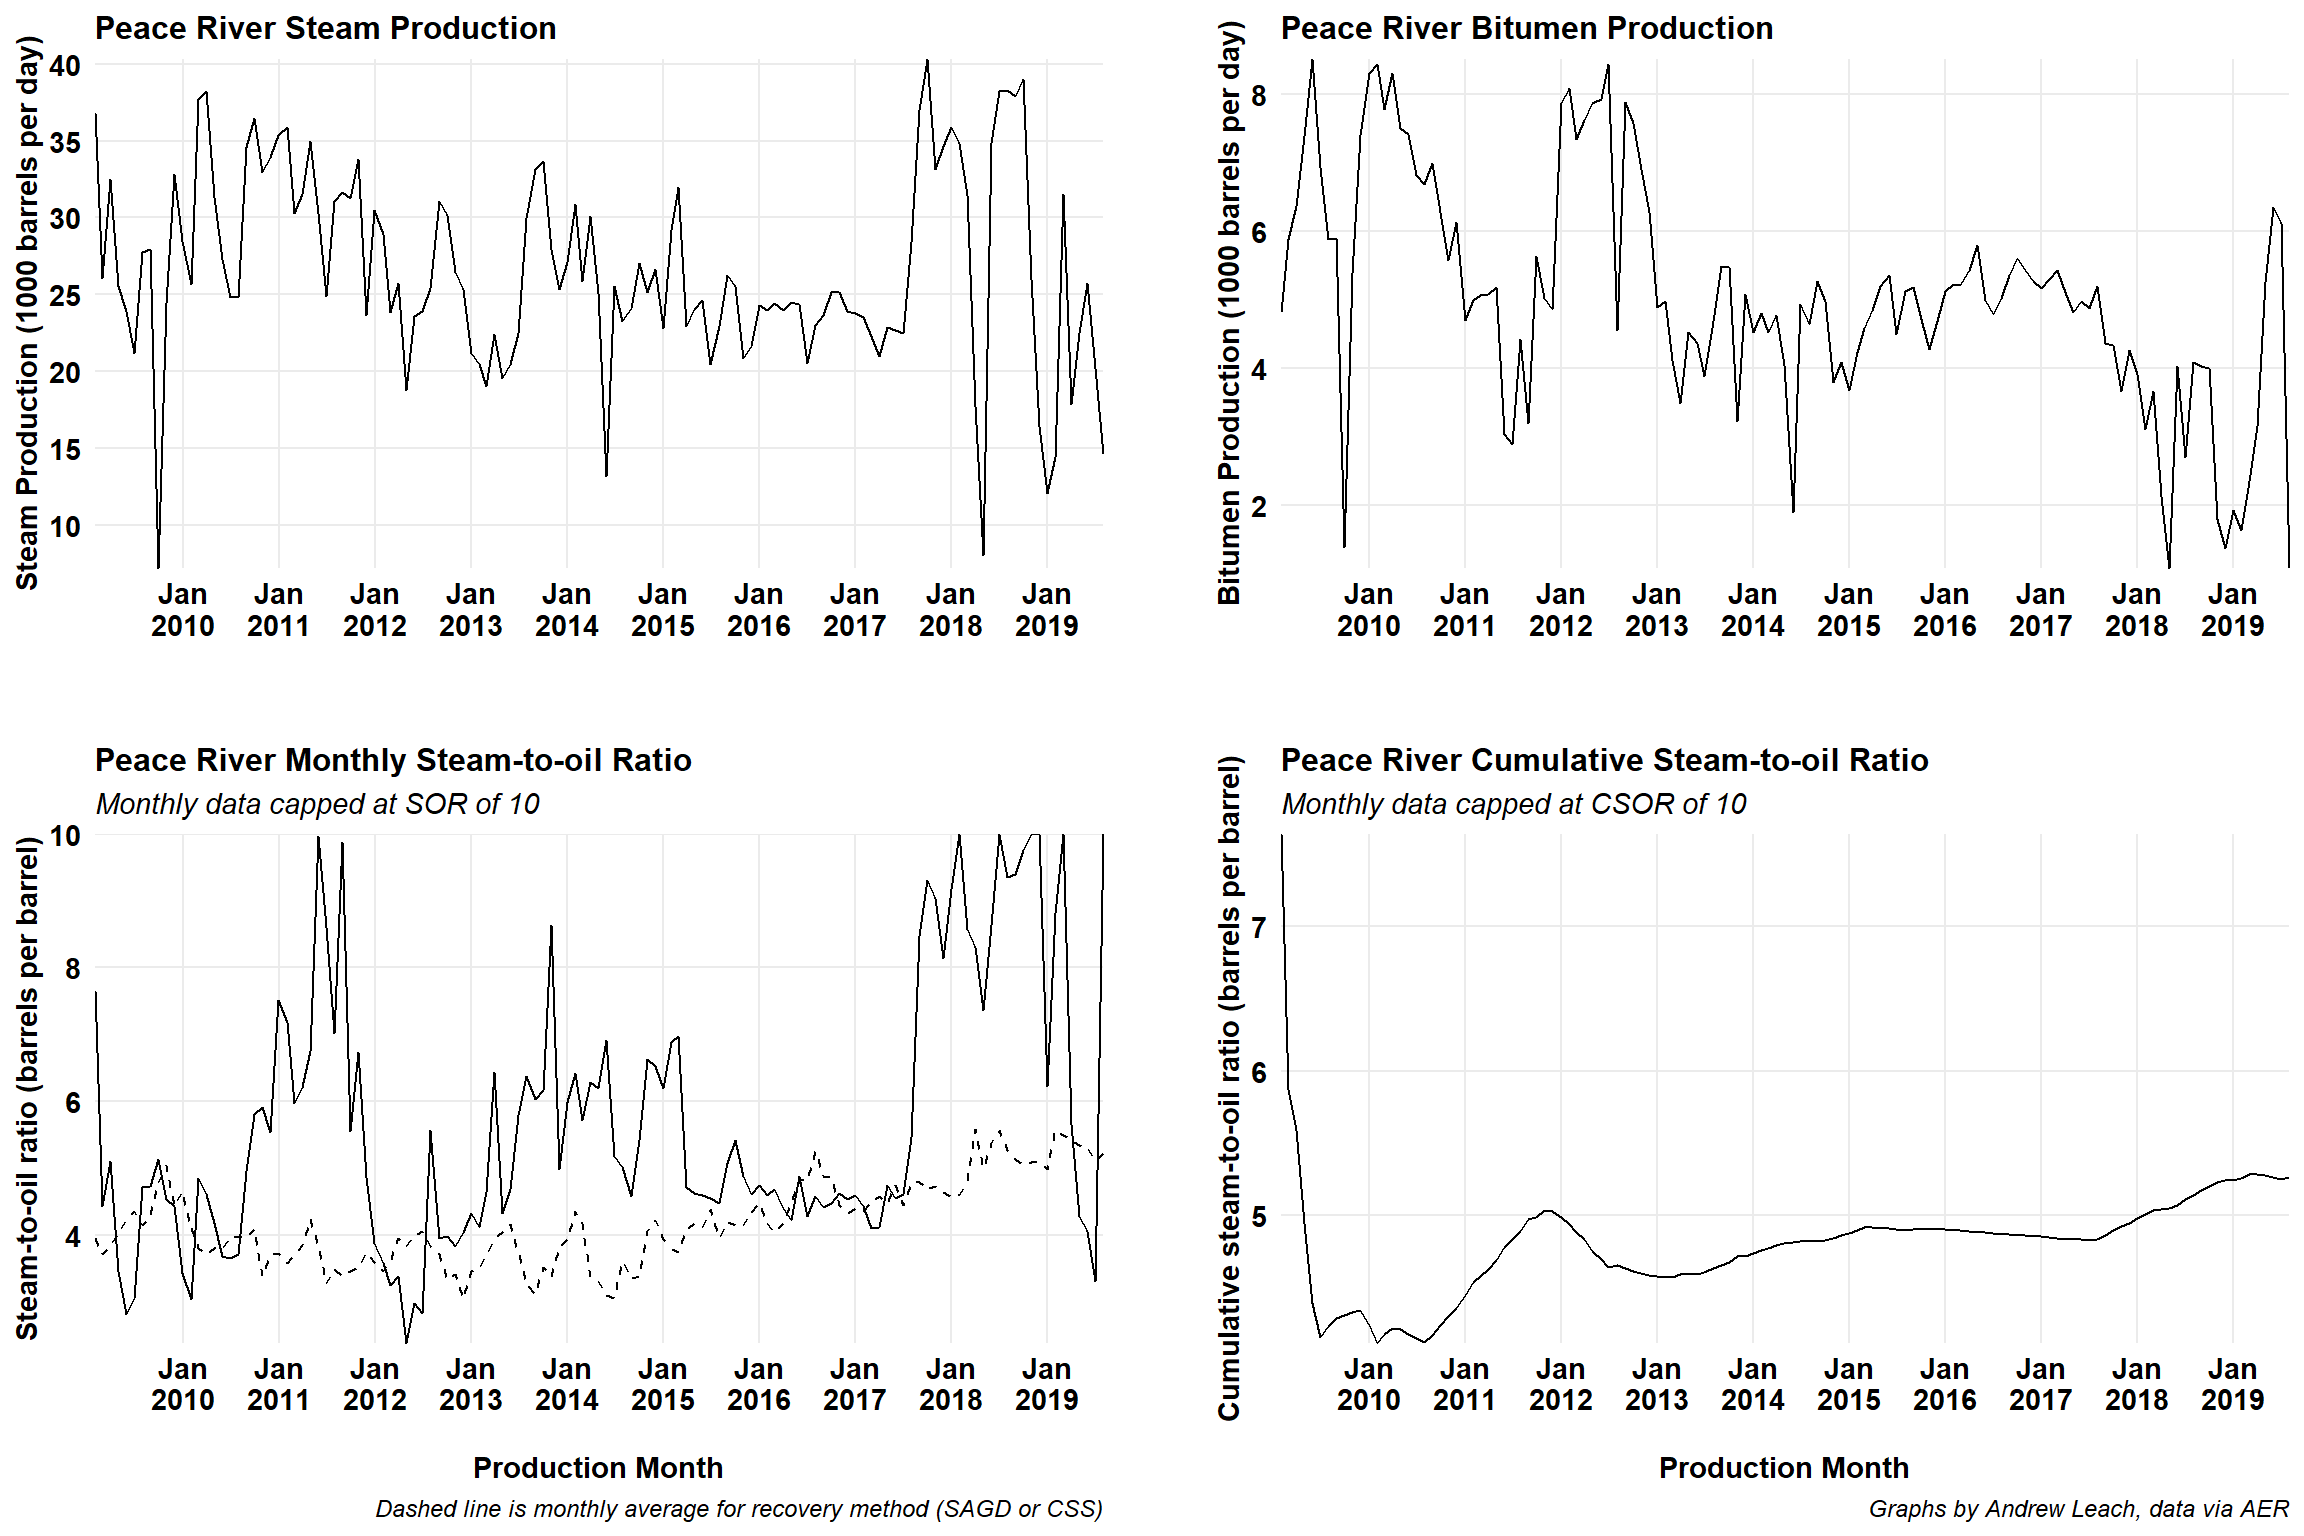 Peace River Steam Production
Steam Production (1000 barrels per day)
40
35
30
25
20
15
10
Jan 2010
Jan 2011
Jan 2012
Jan 2013
Jan 2014
Jan 2015
Jan 2016
Jan 2017
Jan 2018
Jan 2019
Peace River Bitumen Production
Bitumen Production (1000 barrels per day)
8
6
4
2
Jan 2010
Jan 2011
Jan 2012
Jan 2013
Jan 2014
Jan 2015
Jan 2016
Jan 2017
Jan 2018
Jan 2019
Peace River Monthly Steam-to-oil Ratio
Monthly data capped at SOR of 10
Steam-to-oil ratio (barrels per barrel)
10
8
6
4
Jan 2010
Jan 2011
Jan 2012
Jan 2013
Jan 2014
Jan 2015
Jan 2016
Jan 2017
Jan 2018
Jan 2019
Production Month
Dashed line is monthly average for recovery method (SAGD or CSS)
Peace River Cumulative Steam-to-oil Ratio
Monthly data capped at CSOR of 10
Cumulative steam-to-oil ratio (barrels per barrel)
7
6
5
Jan 2010
Jan 2011
Jan 2012
Jan 2013
Jan 2014
Jan 2015
Jan 2016
Jan 2017
Jan 2018
Jan 2019
Production Month
Graphs by Andrew Leach, data via AER